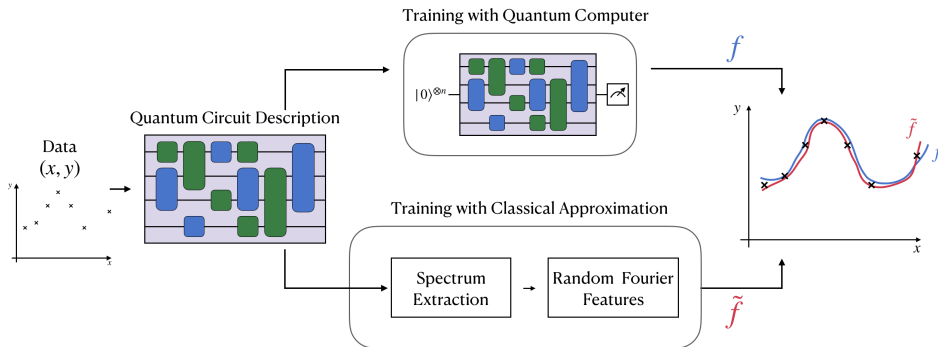 Training with Quantum Computer
|0⟩⊗n
f
Quantum Circuit Description
Data
(x, y)
y
x
Training with Classical Approximation
Spectrum
Extraction
Random Fourier
Features
f̃
y
f̃
f
x